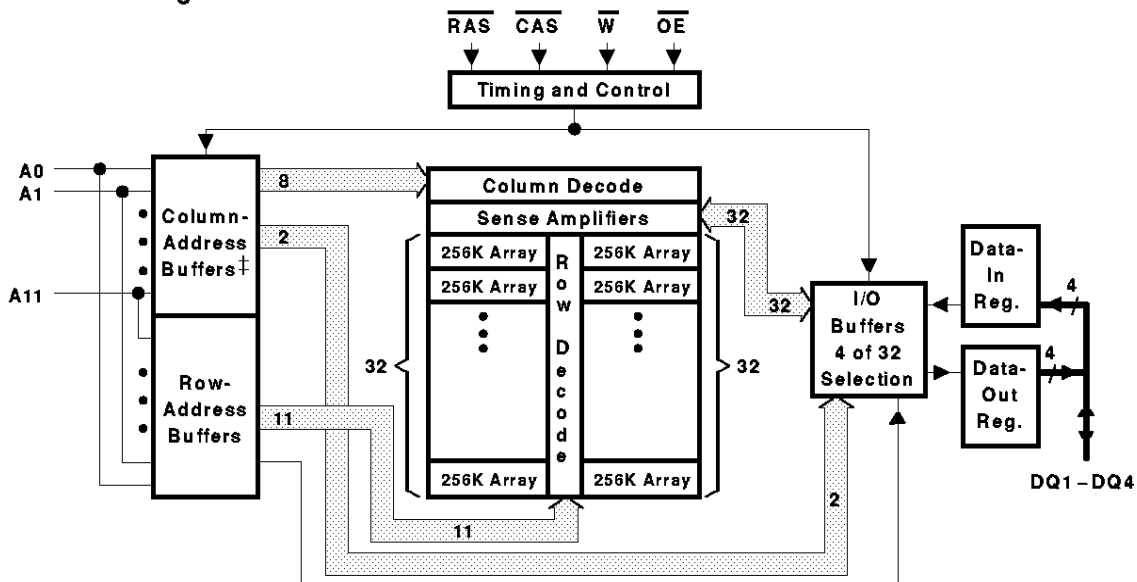 RAS CAS W OE
Timing and Control
A0
A1
A11
Column-
Address
Buffers‡
Row-
Address
Buffers
8
2
11
11
2
Column Decode
Sense Amplifiers
256K Array
256K Array
256K Array
256K Array
256K Array
256K Array
Row Decode
32
32
32
32
I/O
Buffers
4 of 32
Selection
Data-
In
Reg.
4
Data-
Out
Reg.
4
DQ1–DQ4